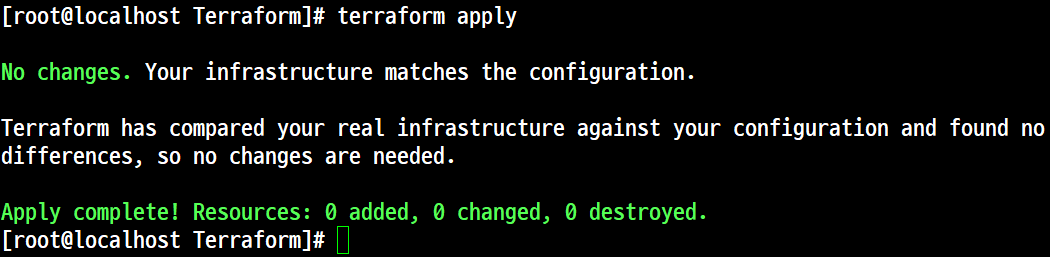 [root@localhost Terraform]# terraform apply
No changes. Your infrastructure matches the configuration.
Terraform has compared your real infrastructure against your configuration and found no
differences, so no changes are needed.
Apply complete! Resources: 0 added, 0 changed, 0 destroyed.
[root@localhost Terraform]#